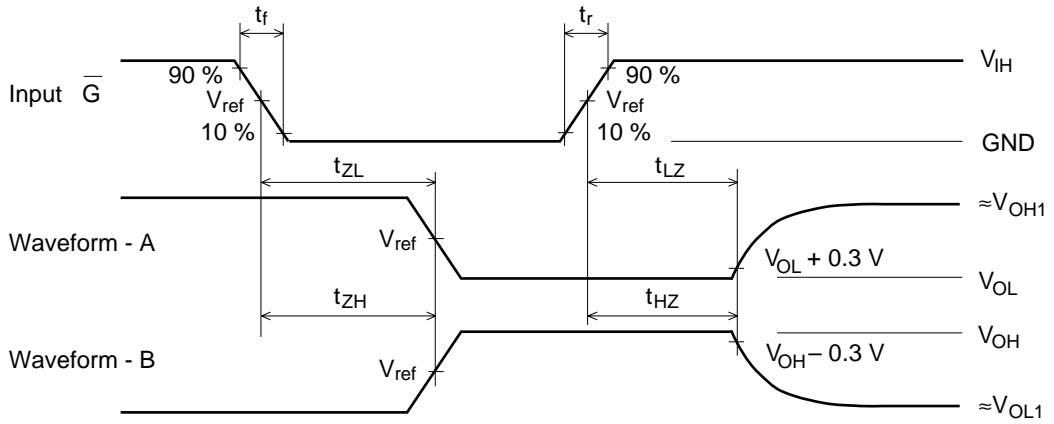 tf
tr
90 %
90 %
VIH
Input G̅
Vref
Vref
10 %
10 %
GND
tZL
tLZ
≈VOH1
Waveform - A
Vref
VOL + 0.3 V
VOL
tZH
tHZ
VOH
Waveform - B
Vref
VOH – 0.3 V
≈VOL1